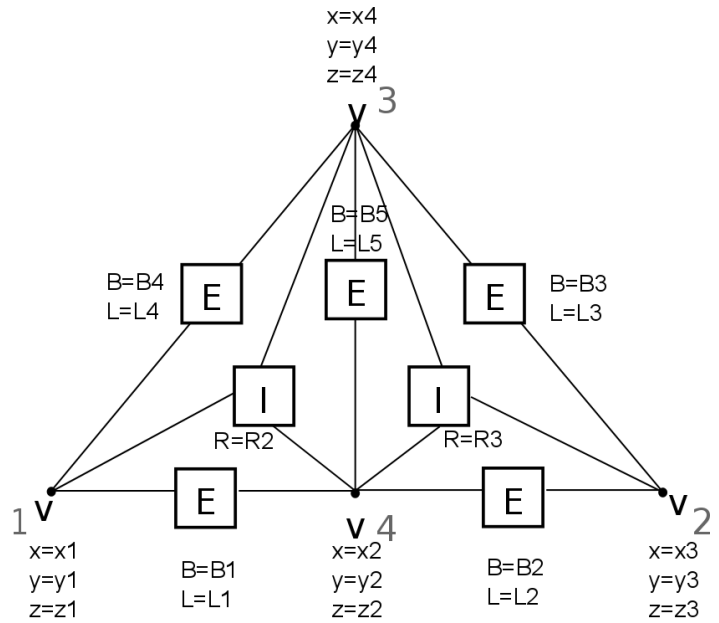 x=x4
y=y4
z=z4
v 3
B=B5
L=L5
B=B4
L=L4
E
E
E
B=B3
L=L3
I
I
R=R2
R=R3
E
E
1 v
v 4
v 2
x=x1
y=y1
z=z1
B=B1
L=L1
x=x2
y=y2
z=z2
B=B2
L=L2
x=x3
y=y3
z=z3